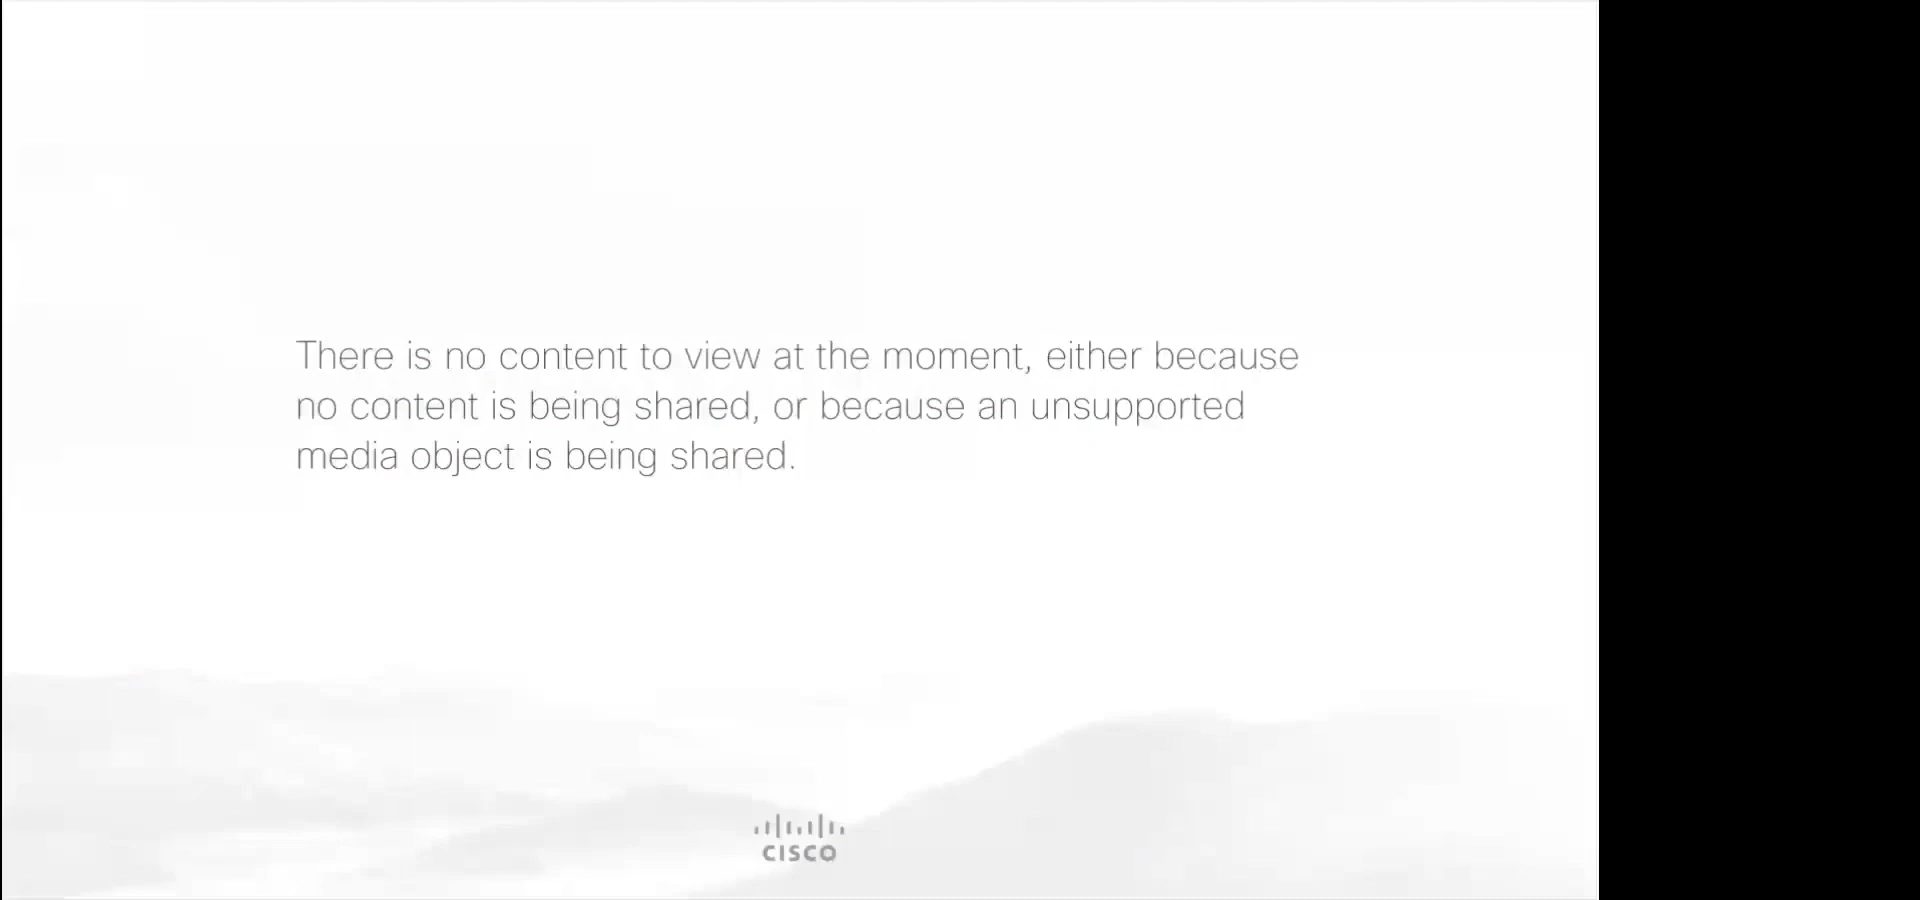 There is no content to view at the moment, either because
no content is being shared, or because an unsupported
media object is being shared.
CISCO